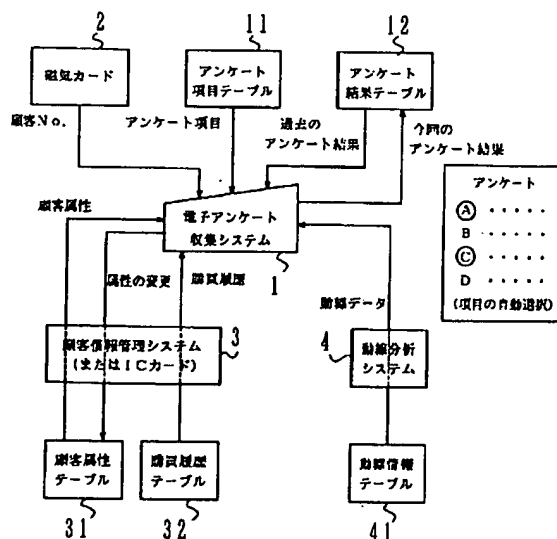 2
11
12
磁気カード
アンケート
項目テーブル
アンケート
結果テーブル
顧客No.
アンケート項目
過去の
アンケート結果
今回の
アンケート結果
アンケート
Ⓐ ・・・・・
B ・・・・・
Ⓒ ・・・・・
D ・・・・・
(項目の自動選択)
顧客属性
電子アンケート
収集システム
1
属性の変更
購買履歴
動線データ
顧客情報管理システム
(またはICカード)
3
4
動線分析
システム
顧客属性
テーブル
購買履歴
テーブル
動線情報
テーブル
31
32
41